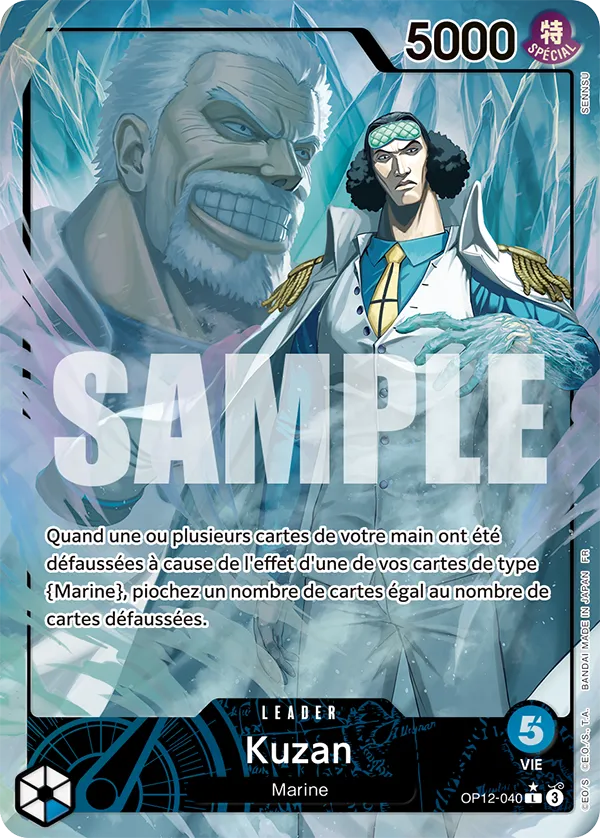 5000
特
SPÉCIAL
SENNSU
SAMPLE
Quand une ou plusieurs cartes de votre main ont été
défaussées à cause de l'effet d'une de vos cartes de type
{Marine}, piochez un nombre de cartes égal au nombre de
cartes défaussées.
BANDAI MADE IN JAPAN FR
©E.O/S. ©E.O./S., T.A.
LEADER
Kuzan
Marine
5
VIE
OP12-040 L 3